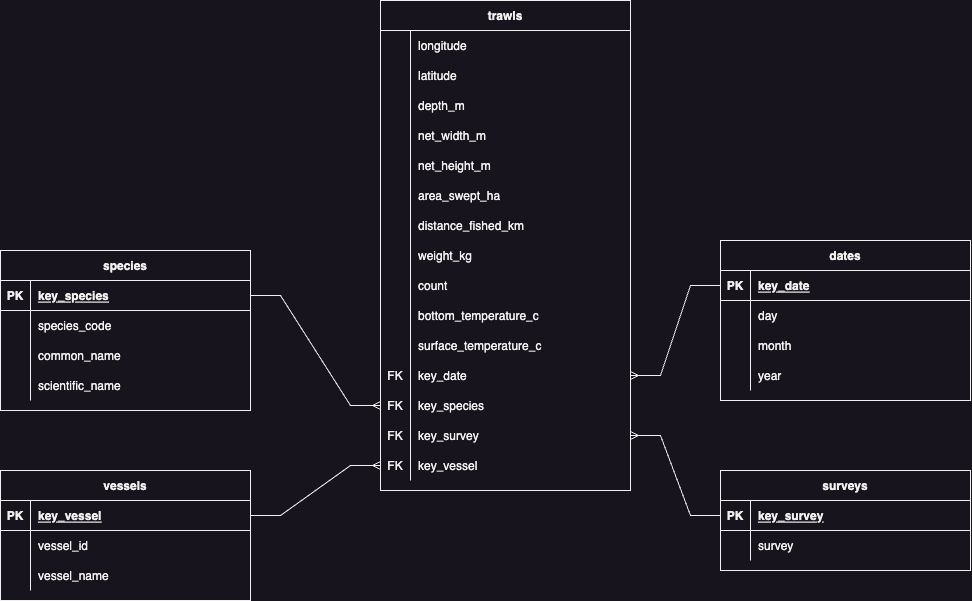 trawls
longitude
latitude
depth_m
net_width_m
net_height_m
area_swept_ha
distance_fished_km
weight_kg
count
bottom_temperature_c
surface_temperature_c
FK key_date
FK key_species
FK key_survey
FK key_vessel
species
PK key_species
species_code
common_name
scientific_name
vessels
PK key_vessel
vessel_id
vessel_name
dates
PK key_date
day
month
year
surveys
PK key_survey
survey